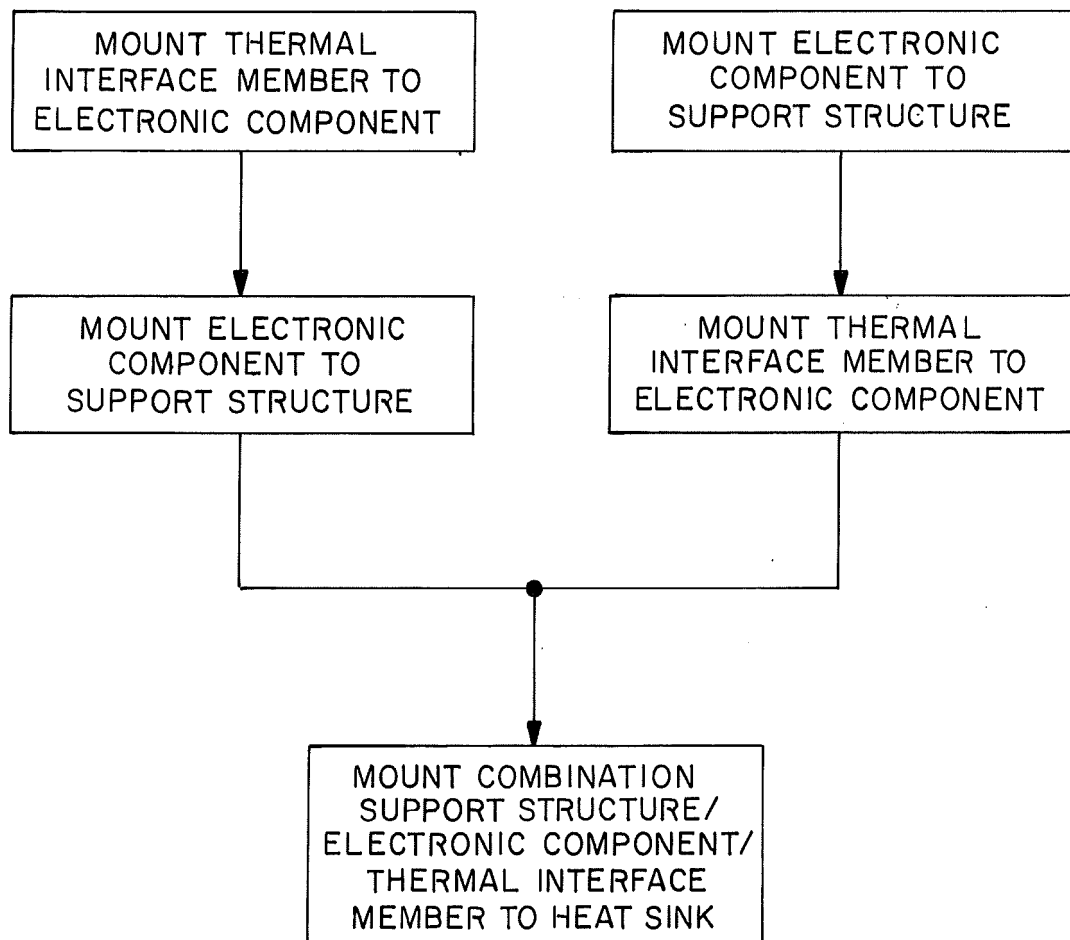 MOUNT THERMAL
INTERFACE MEMBER TO
ELECTRONIC COMPONENT
MOUNT ELECTRONIC
COMPONENT TO
SUPPORT STRUCTURE
MOUNT ELECTRONIC
COMPONENT TO
SUPPORT STRUCTURE
MOUNT THERMAL
INTERFACE MEMBER TO
ELECTRONIC COMPONENT
MOUNT COMBINATION
SUPPORT STRUCTURE/
ELECTRONIC COMPONENT/
THERMAL INTERFACE
MEMBER TO HEAT SINK